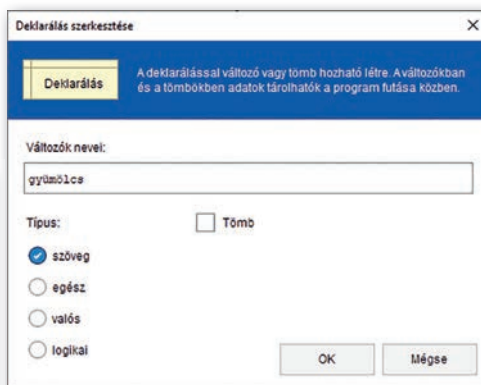 Deklarálás szerkesztése
Deklarálás
A deklarálással változó vagy tömb hozható létre. A változókban
és a tömbökben adatok tárolhatók a program futása közben.
Változók nevei:
gyümölcs
Típus:
Tömb
szöveg
egész
valós
logikai
OK
Mégse